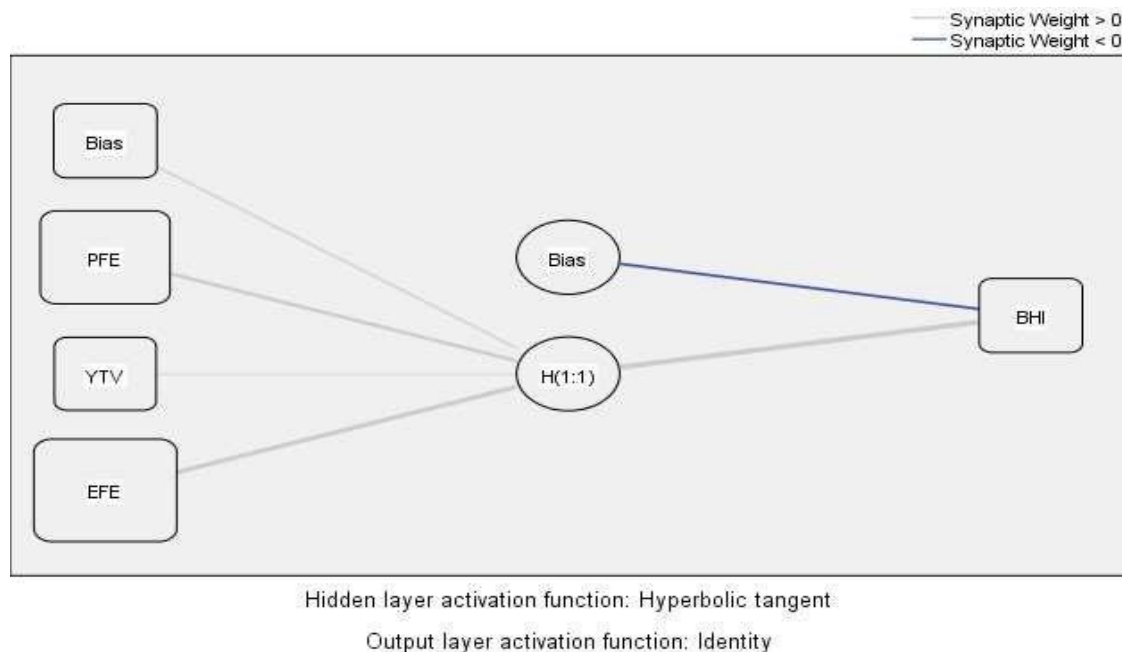 Synaptic Weight > 0
Synaptic Weight < 0
Bias
PFE
Bias
BHI
YTV
H(1:1)
EFE
Hidden layer activation function: Hyperbolic tangent
Output layer activation function: Identity